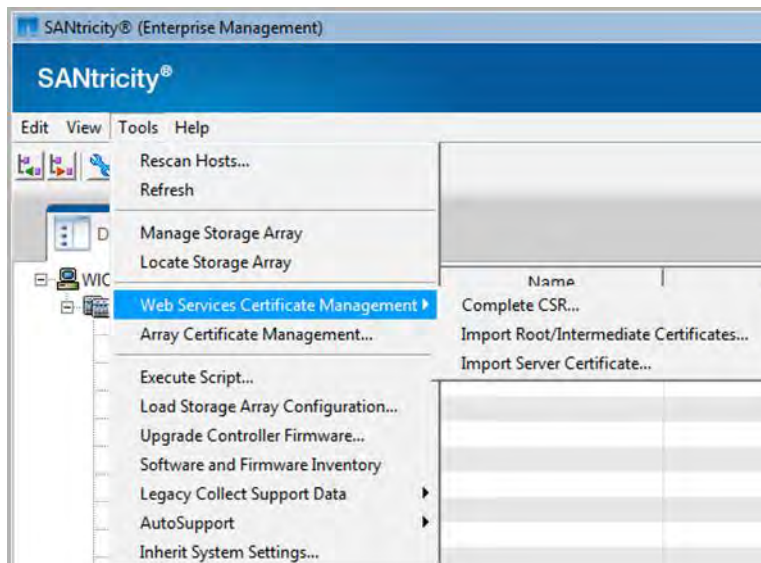 SANtricity® (Enterprise Management)
SANtricity®
Edit View Tools Help
Rescan Hosts...
Refresh
D
Manage Storage Array
Locate Storage Array
WIC
Name
Web Services Certificate Management
Complete CSR...
Array Certificate Management...
Import Root/Intermediate Certificates...
Import Server Certificate...
Execute Script...
Load Storage Array Configuration...
Upgrade Controller Firmware...
Software and Firmware Inventory
Legacy Collect Support Data
AutoSupport
Inherit System Settings...